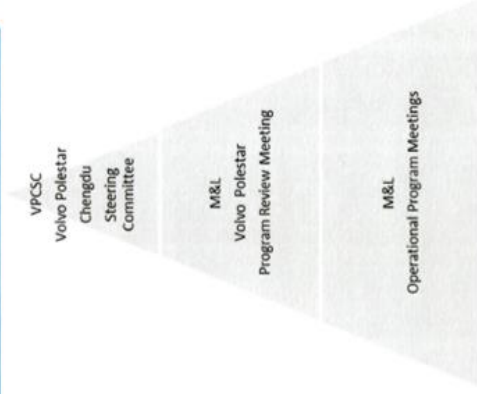 VPCSC
Volvo Polestar
Chengdu
Steering
Committee
M&L
Volvo Polestar
Program Review Meeting
M&L
Operational Program Meetings